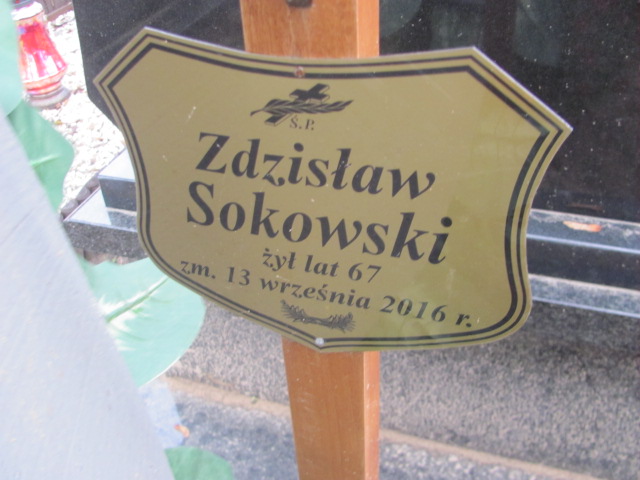 Ś.P.
Zdzisław
Sokowski
żył lat 67
zm. 13 września 2016 r.